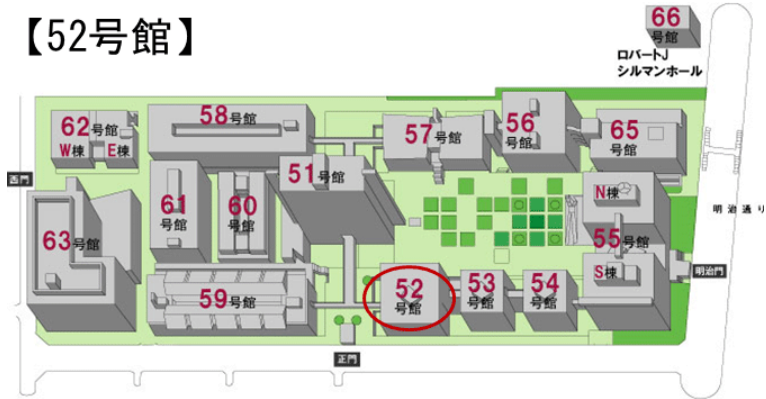 【52号館】
66
号館
ロバートJ
シルマンホール
62号館
W棟 E棟
58号館
57号館
56
号館
65
号館
西門
51号館
61
号館
60
号館
N棟
明治通り
63号館
55号館
S棟
明治門
59号館
52
号館
53
号館
54
号館
正門